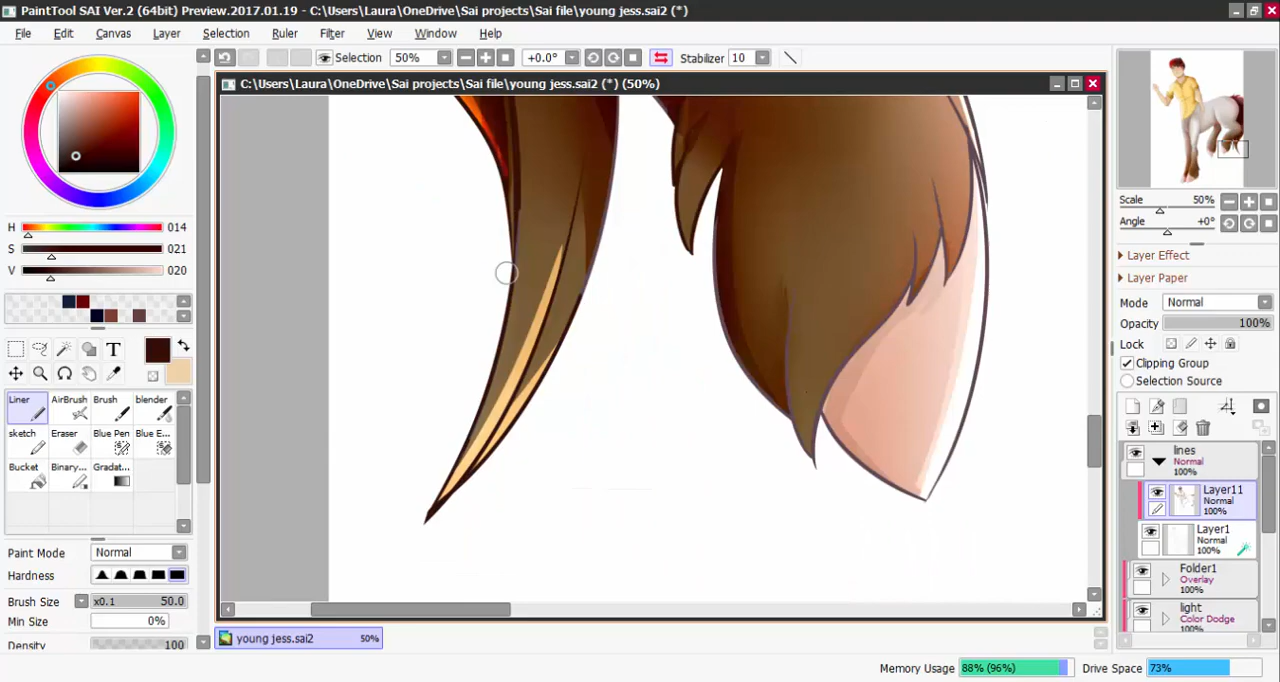 PaintTool SAI Ver.2 (64bit) Preview.2017.01.19 - C:\Users\Laura\OneDrive\Sai projects\Sai file\young jess.sai2 (*)
File Edit Canvas Layer Selection Ruler Filter View Window Help
Selection 50% +0.0° Stabilizer 10
C:\Users\Laura\OneDrive\Sai projects\Sai file\young jess.sai2 (*) (50%)
H 014
S 021
V 020
T
Liner AirBrush Brush blender
sketch Eraser Blue Pen Blue E...
Bucket Binary... Gradat...
Paint Mode Normal
Hardness
Brush Size x0.1 50.0
Min Size 0%
Density 100
young jess.sai2 50%
Scale 50%
Angle +0°
Layer Effect
Layer Paper
Mode Normal
Opacity 100%
Lock
Clipping Group
Selection Source
lines
Normal
100%
Layer11
Normal
100%
Layer1
Normal
100%
Folder1
Overlay
100%
light
Color Dodge
100%
Memory Usage 88% (96%) Drive Space 73%